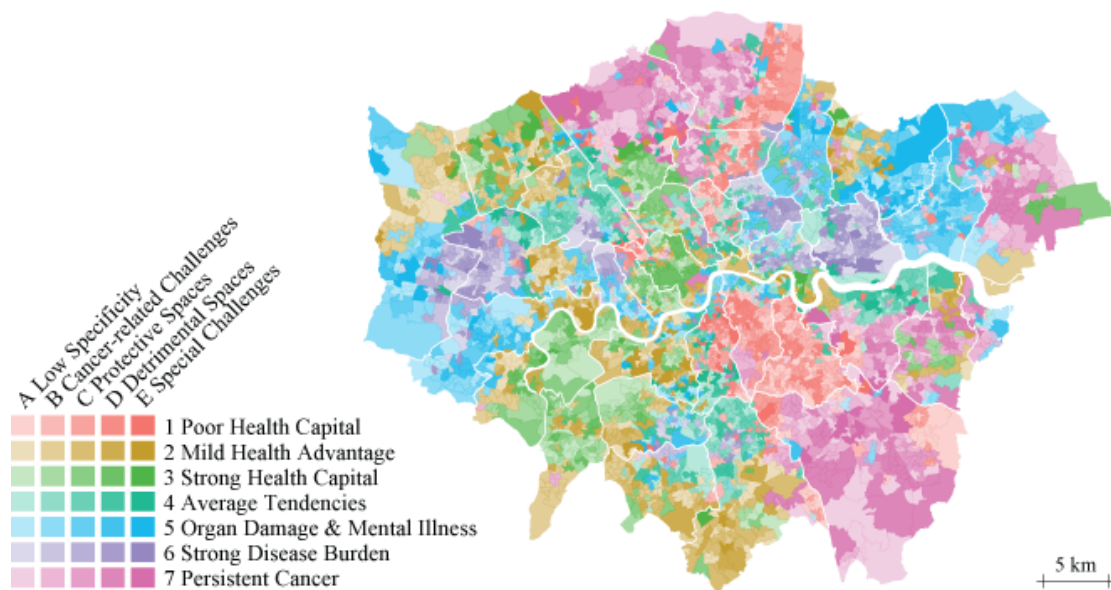 A Low Specificity
B Cancer-related Challenges
C Protective Spaces
D Detrimental Spaces
E Special Challenges
1 Poor Health Capital
2 Mild Health Advantage
3 Strong Health Capital
4 Average Tendencies
5 Organ Damage & Mental Illness
6 Strong Disease Burden
7 Persistent Cancer
5 km